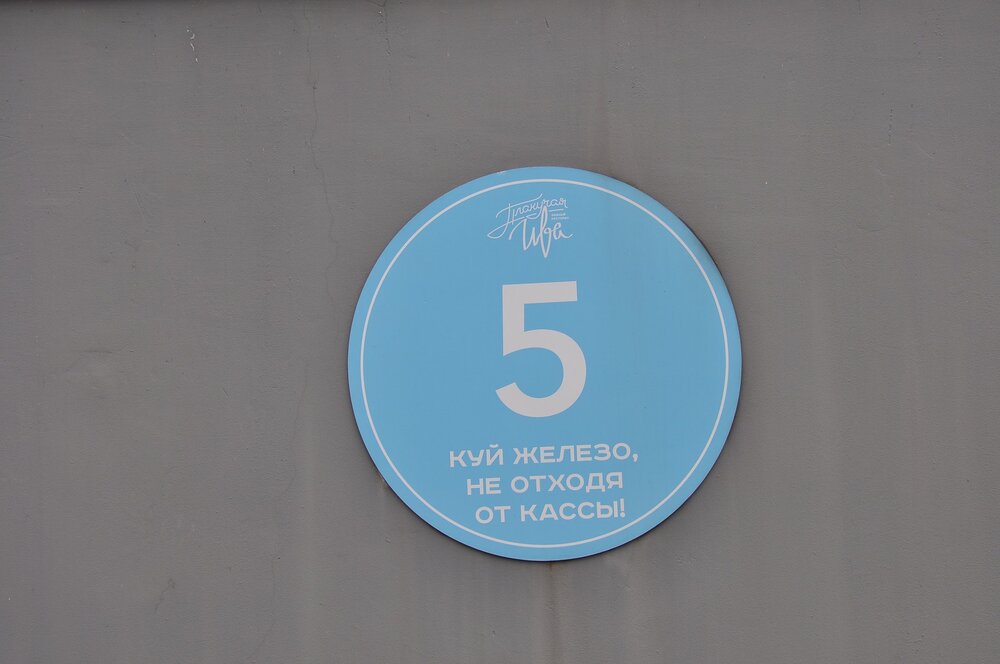 Плакучая
Ива
5
КУЙ ЖЕЛЕЗО,
НЕ ОТХОДЯ
ОТ КАССЫ!